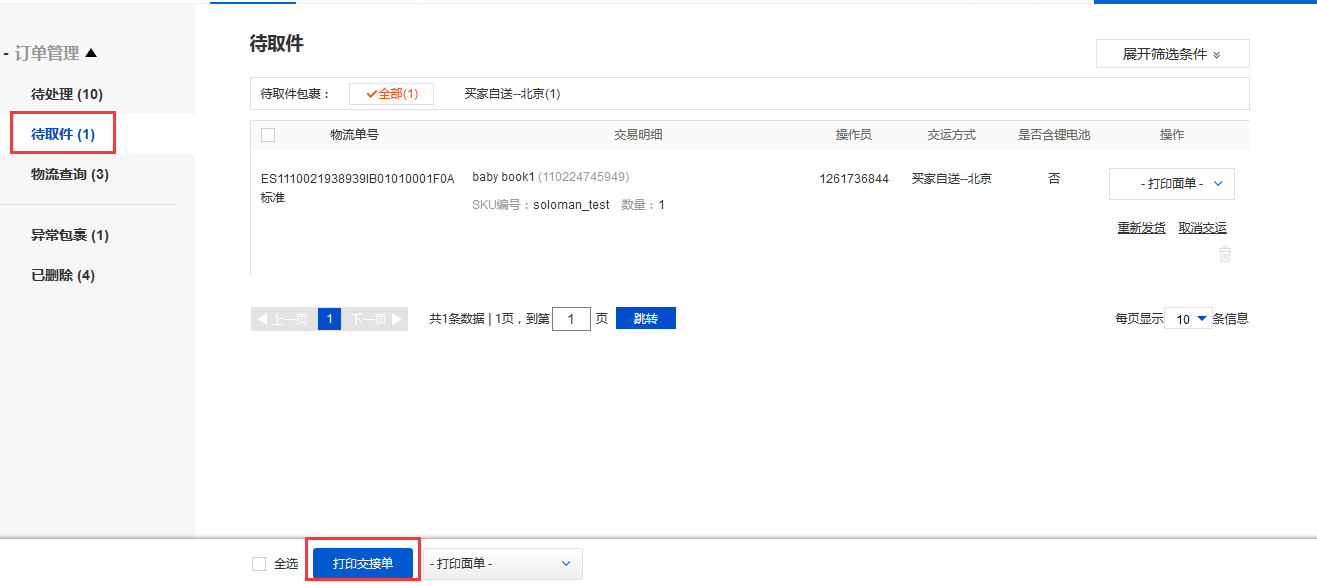 - 订单管理
待处理 (10)
待取件 (1)
物流查询 (3)
异常包裹 (1)
已删除 (4)
待取件
展开筛选条件
待取件包裹： 全部(1) 买家自送--北京(1)
物流单号 交易明细 操作员 交运方式 是否含锂电池 操作
ES1110021938939IB01010001F0A
标准
baby book1 (110224745949)
SKU编号：soloman_test 数量：1
1261736844 买家自送--北京 否 - 打印面单 -
重新发货 取消交运
上一页 1 下一页 共1条数据 | 1页，到第 1 页 跳转 每页显示 10 条信息
全选 打印交接单 - 打印面单 -